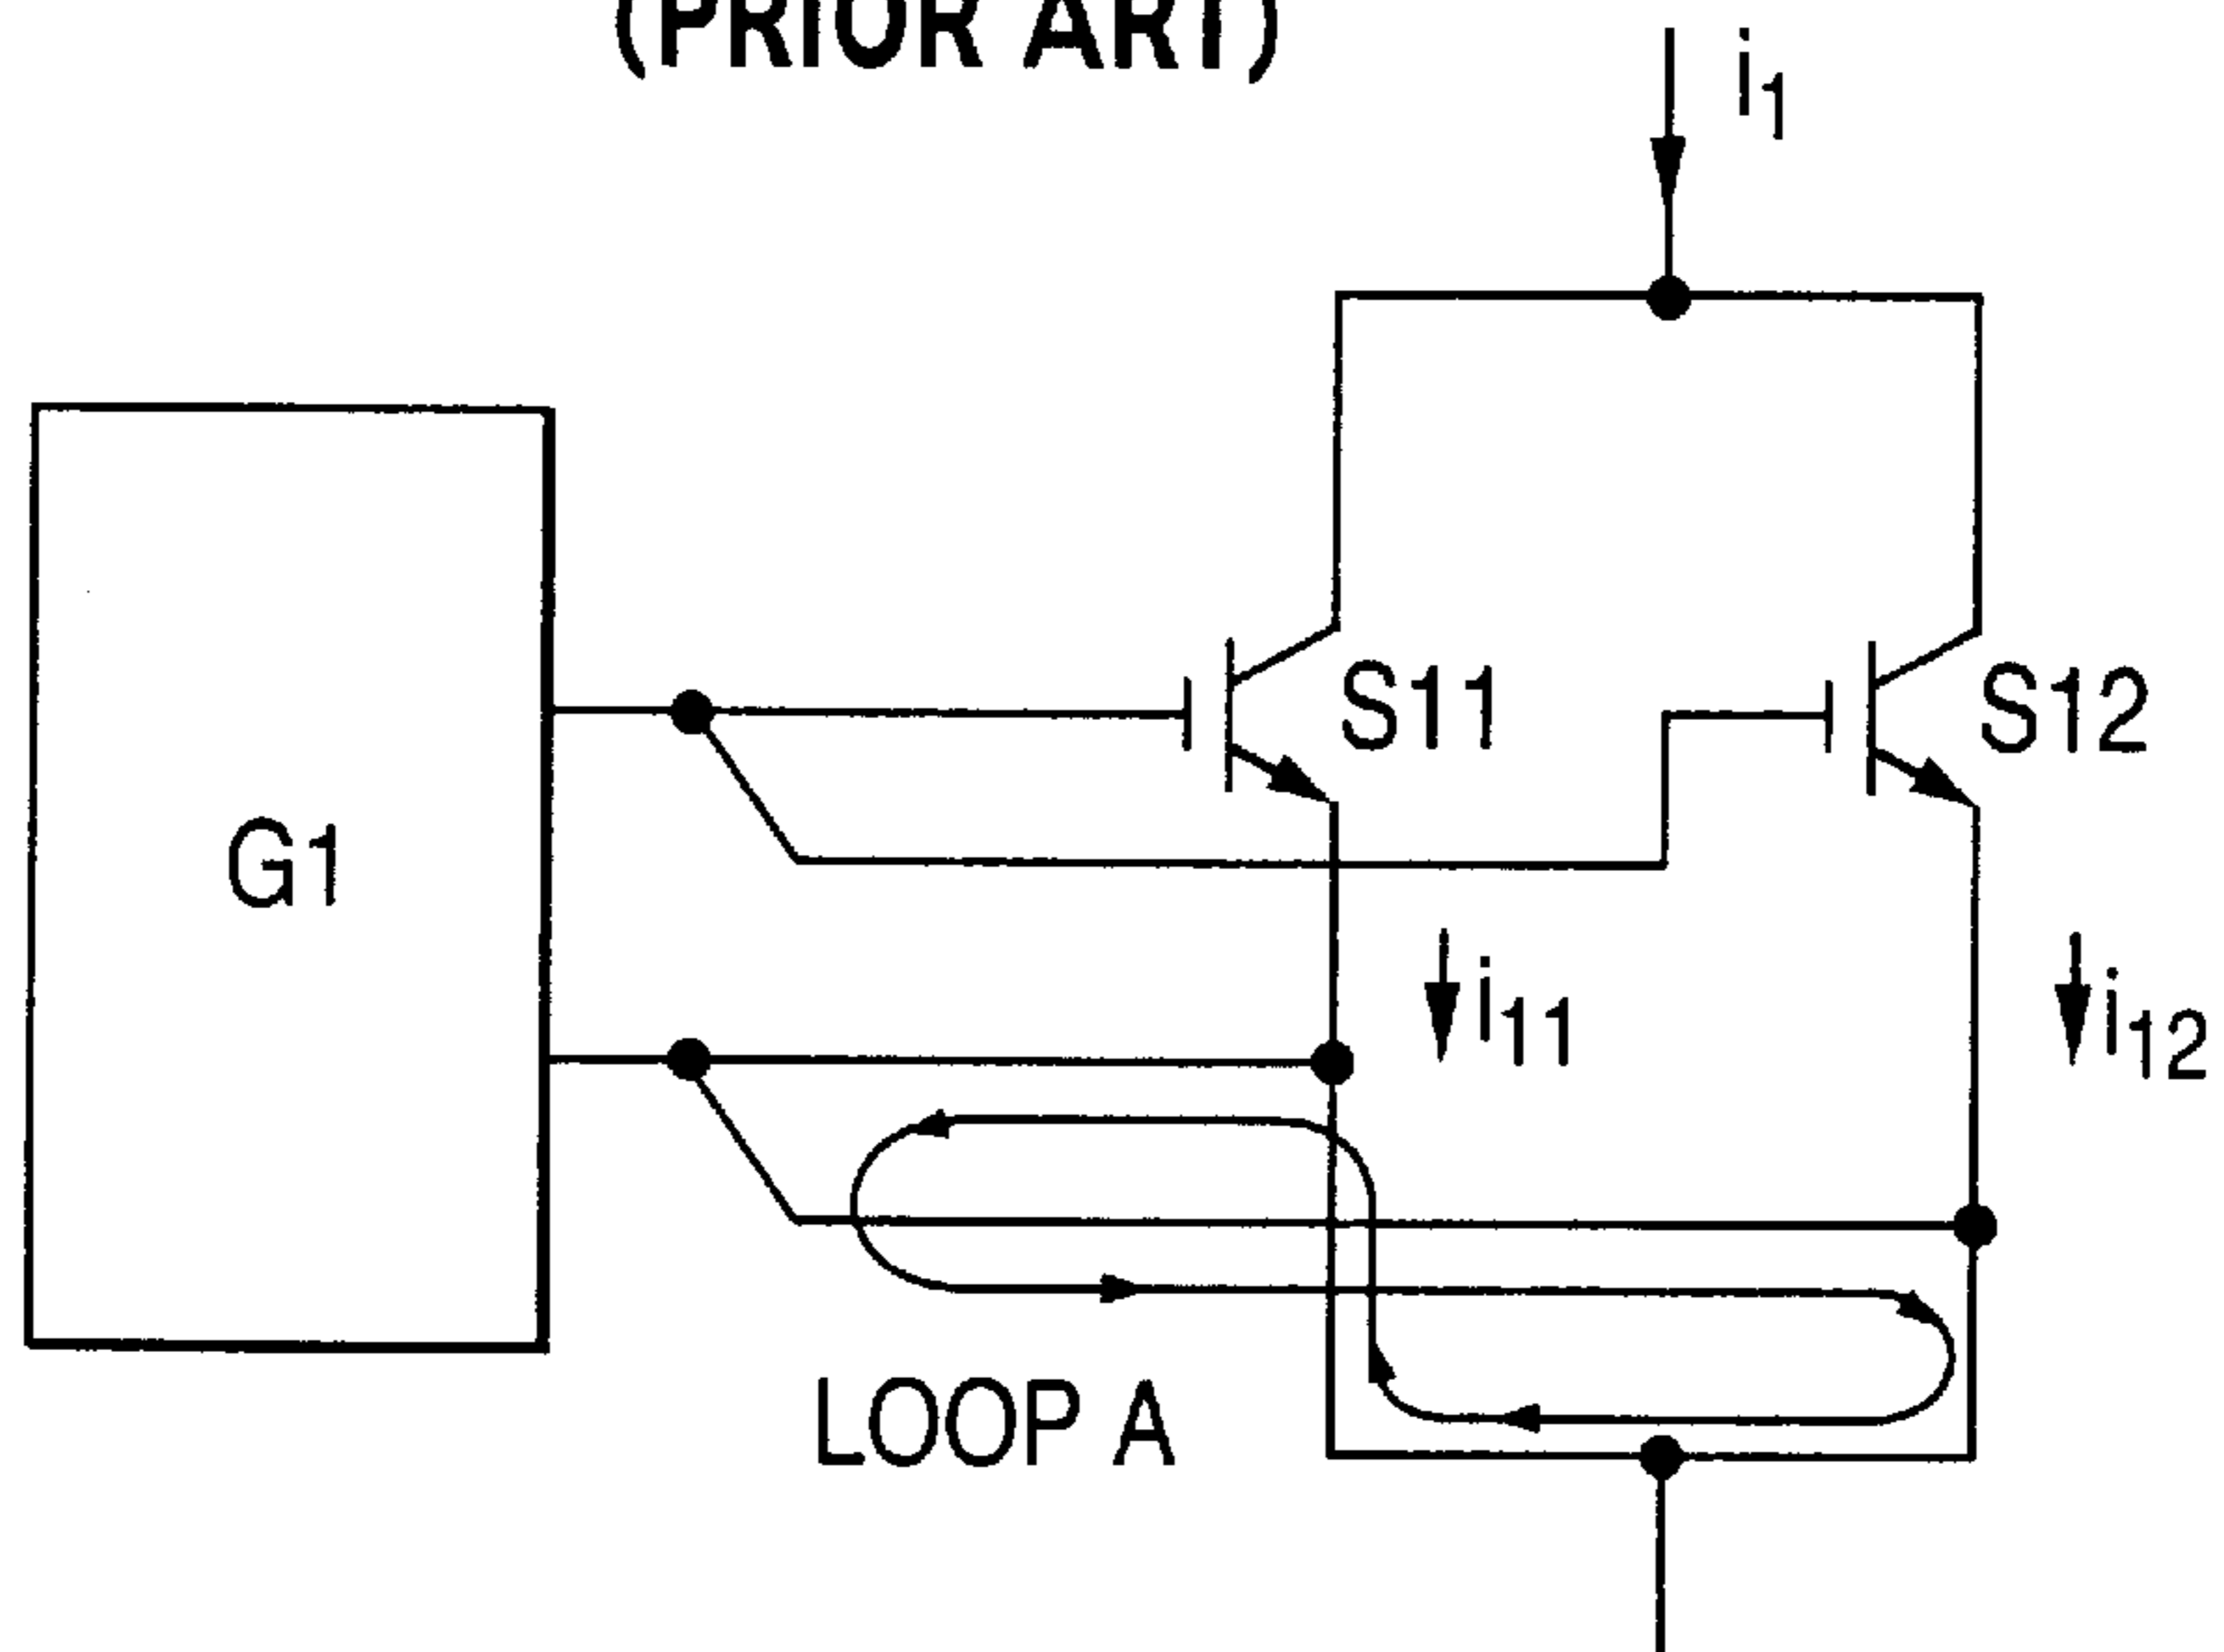 (PRIOR ART)
i1
S11
S12
G1
i11
i12
LOOP A